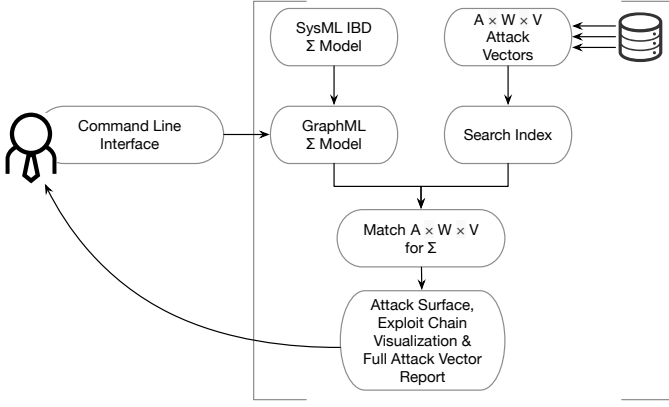 SysML IBD
Σ Model
A × W × V
Attack
Vectors
Command Line
Interface
GraphML
Σ Model
Search Index
Match A × W × V
for Σ
Attack Surface,
Exploit Chain
Visualization &
Full Attack Vector
Report